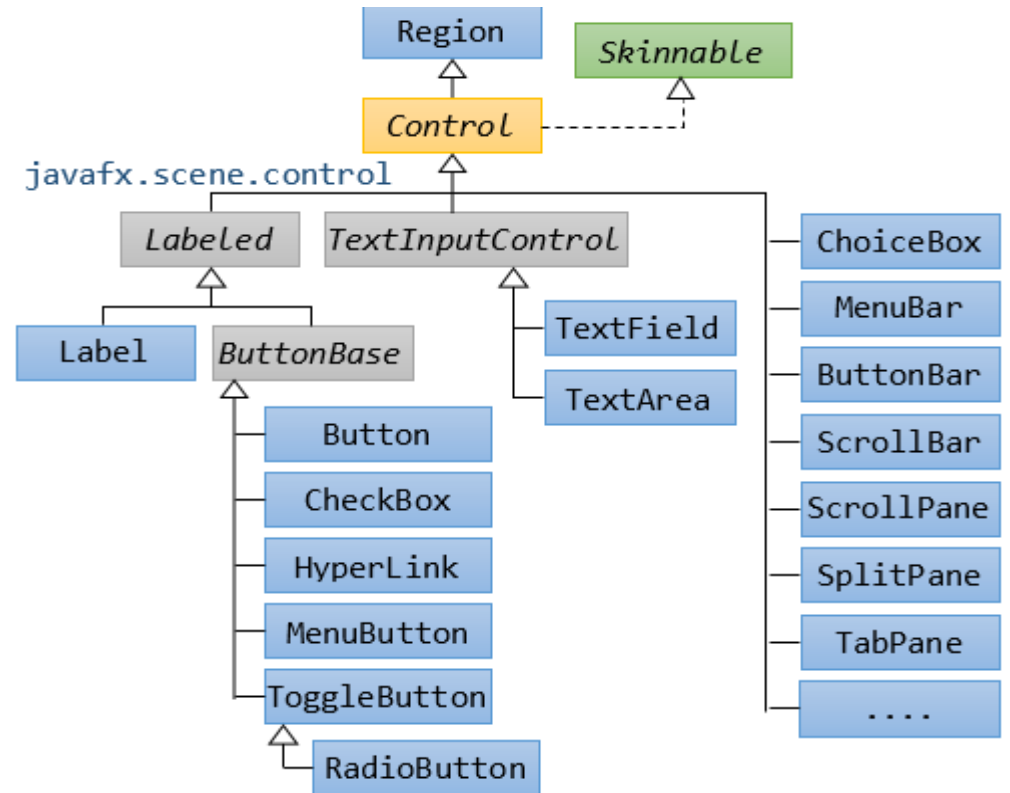 Region
Skinnable
Control
javafx.scene.control
Labeled
TextInputControl
ChoiceBox
MenuBar
Label
ButtonBase
TextField
ButtonBar
TextArea
Button
ScrollBar
CheckBox
ScrollPane
HyperLink
SplitPane
MenuButton
TabPane
ToggleButton
....
RadioButton